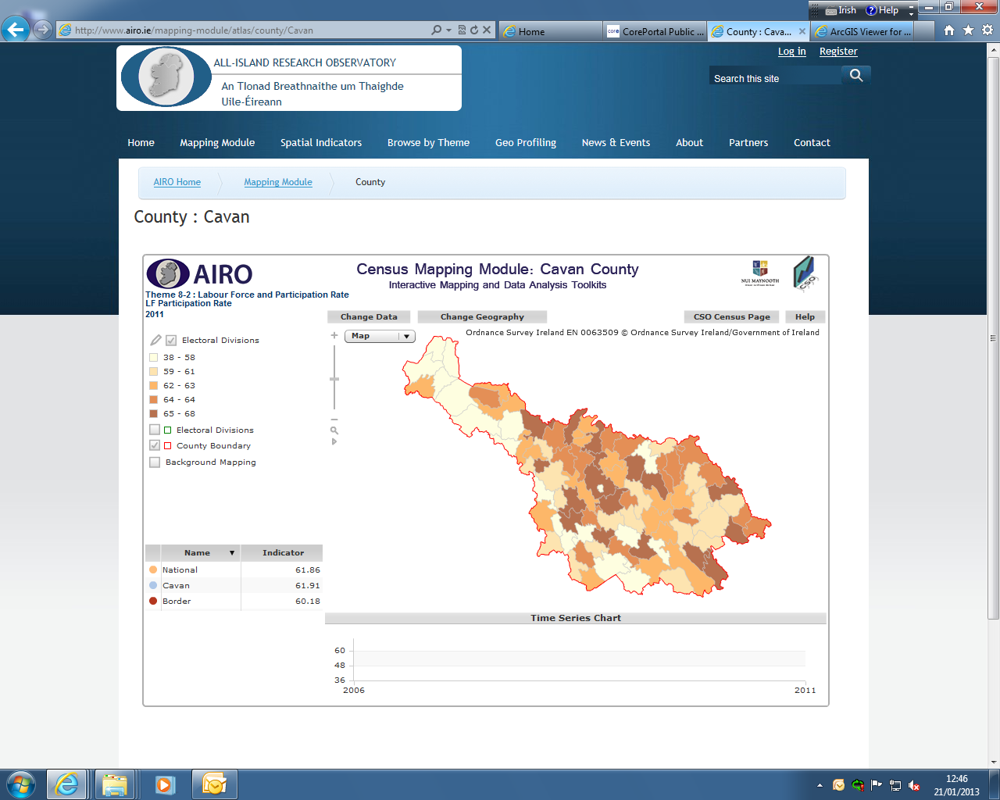 Irish
Help
http://www.airo.ie/mapping-module/atlas/county/Cavan
Home
CorePortal Public ...
County : Cava...
ArcGIS Viewer for ...
Log in
Register
ALL-ISLAND RESEARCH OBSERVATORY
An Tionad Breathnaithe um Thaighde
Uile-Éireann
Search this site
Home
Mapping Module
Spatial Indicators
Browse by Theme
Geo Profiling
News & Events
About
Partners
Contact
AIRO Home
Mapping Module
County
County : Cavan
AIRO
Census Mapping Module: Cavan County
Interactive Mapping and Data Analysis Toolkits
NUI MAYNOOTH
CSO
Theme 8-2 : Labour Force and Participation Rate
LF Participation Rate
2011
Change Data
Change Geography
CSO Census Page
Help
Map
Ordnance Survey Ireland EN 0063509 © Ordnance Survey Ireland/Government of Ireland
Electoral Divisions
38 - 58
59 - 61
62 - 63
64 - 64
65 - 68
Electoral Divisions
County Boundary
Background Mapping
Name
Indicator
National 61.86
Cavan 61.91
Border 60.18
Time Series Chart
60
48
36
2006
2011
12:46
21/01/2013